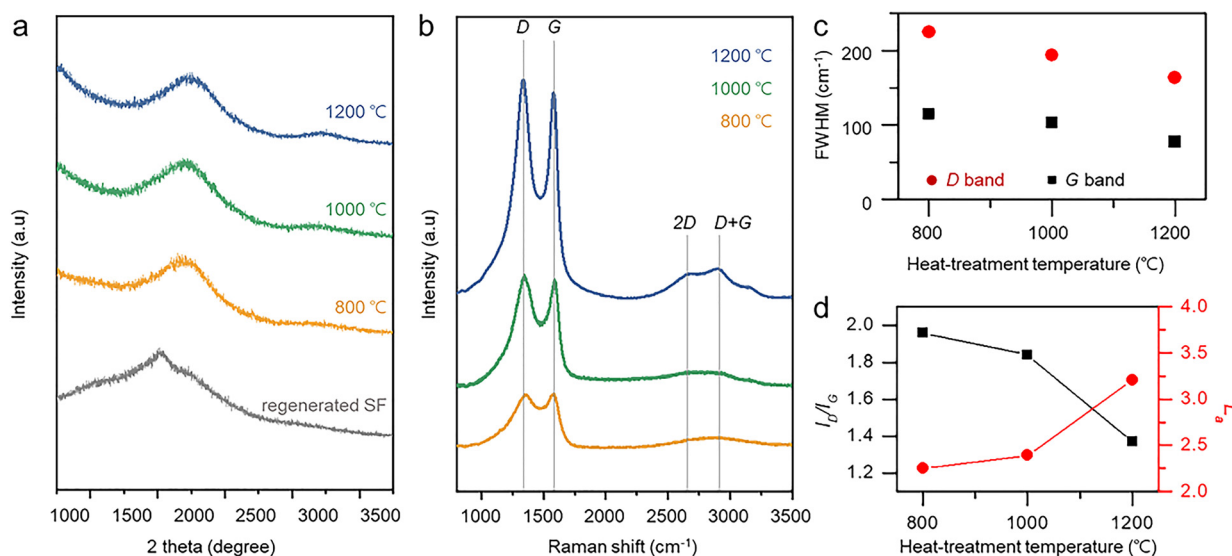 a
1200 °C
1000 °C
800 °C
regenerated SF
Intensity (a.u)
1000 1500 2000 2500 3000 3500
2 theta (degree)
b
D G
1200 °C
1000 °C
800 °C
2D D+G
Intensity (a.u)
1000 1500 2000 2500 3000 3500
Raman shift (cm⁻¹)
c
200
100
0
FWHM (cm⁻¹)
D band G band
800 1000 1200
Heat-treatment temperature (°C)
d
2.0
1.8
1.6
1.4
1.2
I_D/I_G
4.0
3.5
3.0
2.5
2.0
L_a
800 1000 1200
Heat-treatment temperature (°C)